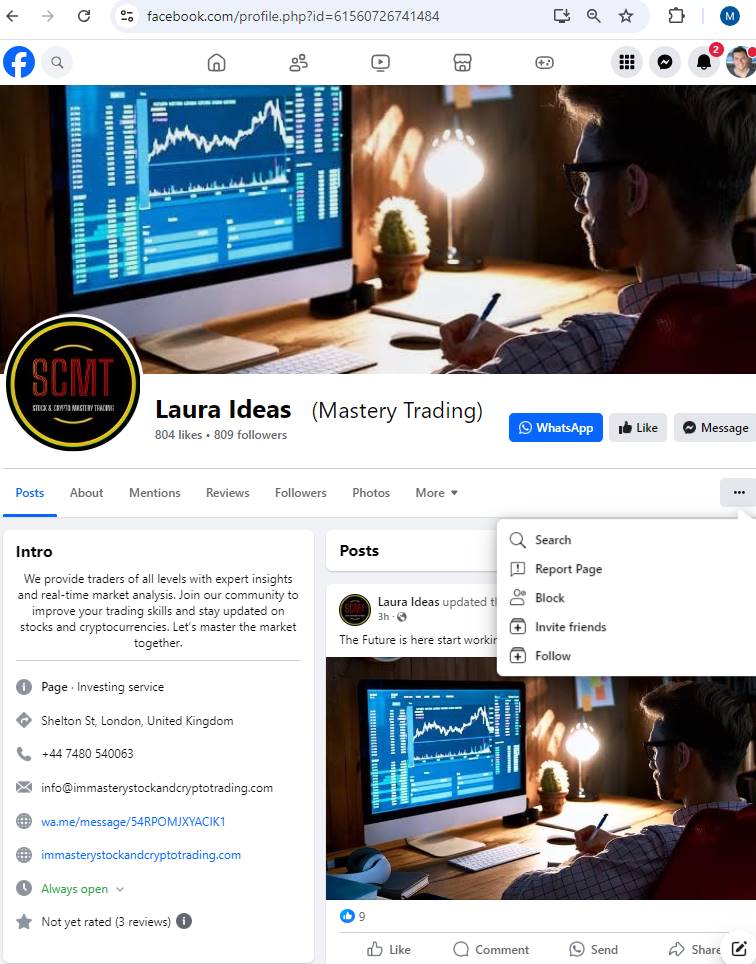 facebook.com/profile.php?id=61560726741484
M
2
SCMT
STOCK & CRYPTO MASTERY TRADING
Laura Ideas (Mastery Trading)
804 likes • 809 followers
WhatsApp
Like
Message
Posts
About
Mentions
Reviews
Followers
Photos
More
Search
Report Page
Block
Invite friends
Follow
Intro
We provide traders of all levels with expert insights
and real-time market analysis. Join our community to
improve your trading skills and stay updated on
stocks and cryptocurrencies. Let's master the market
together.
Page · Investing service
Shelton St, London, United Kingdom
+44 7480 540063
info@immasterystockandcryptotrading.com
wa.me/message/54RPOMJXYACIK1
immasterystockandcryptotrading.com
Always open
Not yet rated (3 reviews)
Posts
Laura Ideas updated
3h ·
The Future is here start
9
Like
Comment
Send
Share